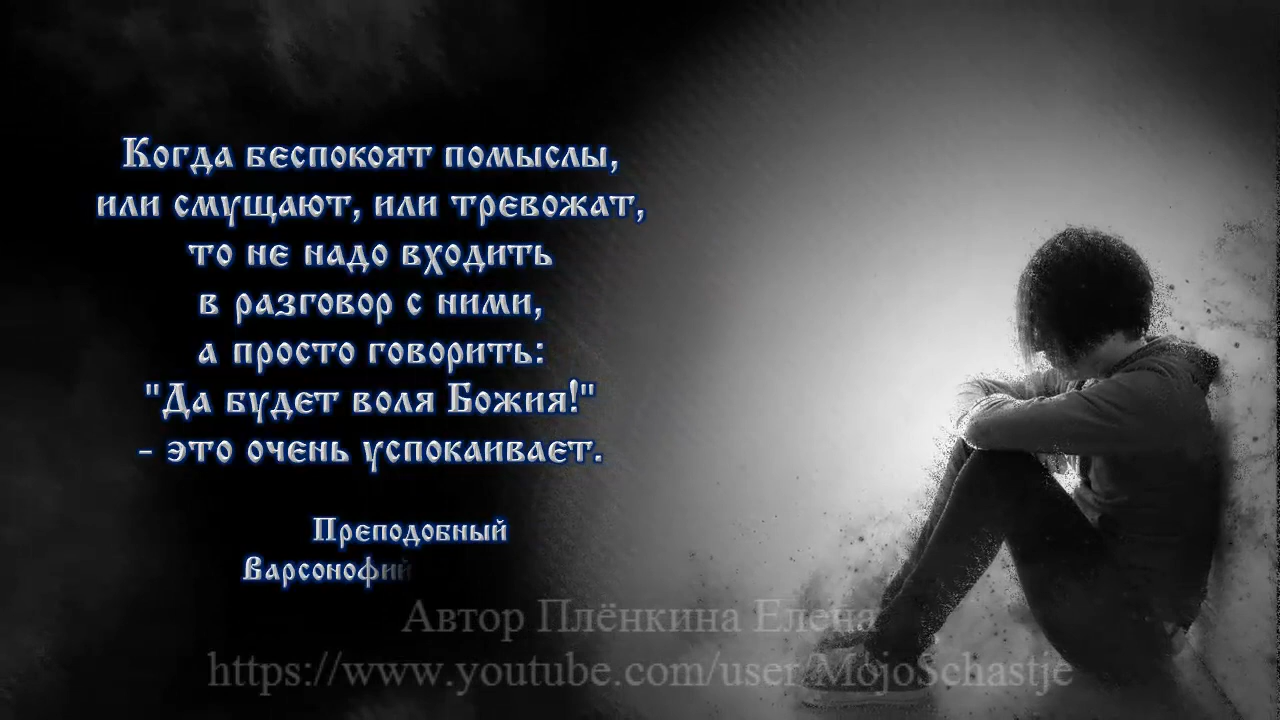 Когда беспокоят помыслы,
или смущают, или тревожат,
то не надо входить
в разговор с ними,
а просто говорить:
"Да будет воля Божия!"
- это очень успокаивает.
Преподобный
Варсонофий
Автор Плёнкина Елена
https://www.youtube.com/user/MojoSchastje